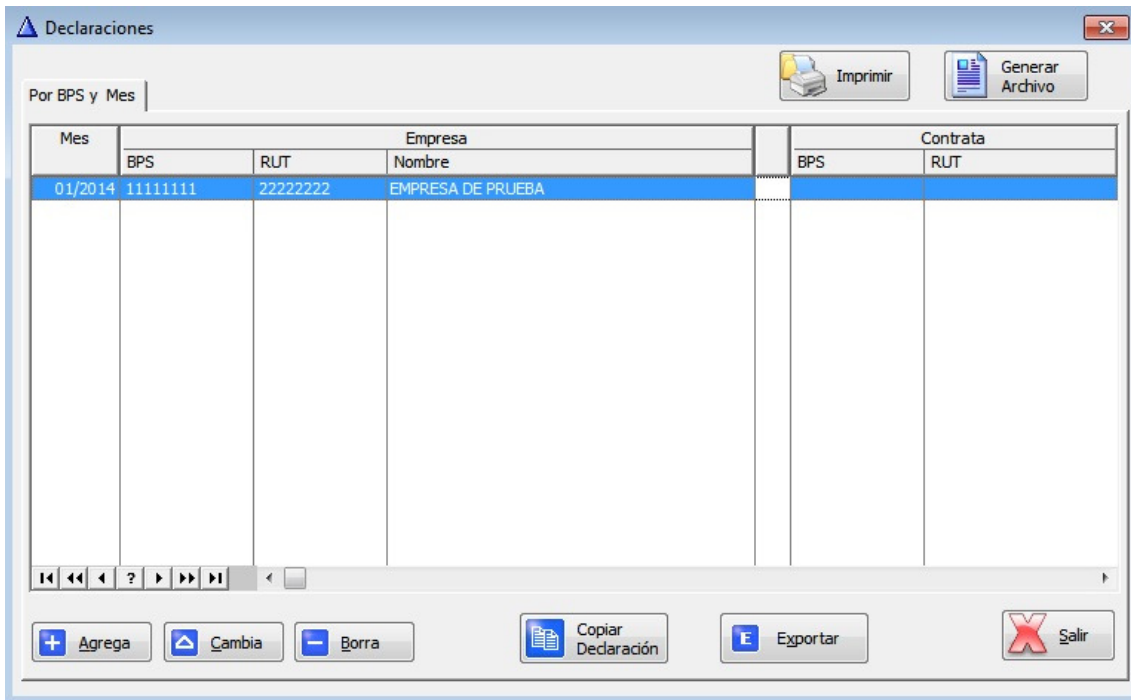 Declaraciones
Imprimir
Generar
Archivo
Por BPS y Mes
Mes Empresa Contrata
BPS RUT Nombre BPS RUT
01/2014 11111111 22222222 EMPRESA DE PRUEBA
?
Agrega
Cambia
Borra
Copiar
Declaración
E Exportar
Salir